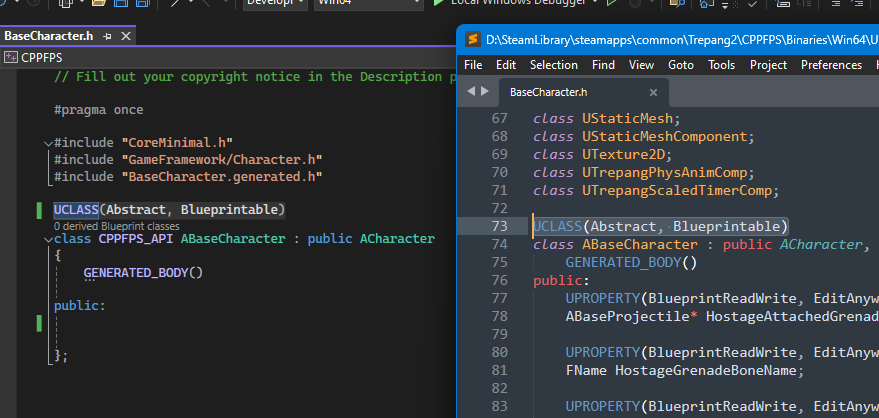 Developi
Win64
Local Windows Debugger
BaseCharacter.h
CPPFPS
// Fill out your copyright notice in the Description p
#pragma once
#include "CoreMinimal.h"
#include "GameFramework/Character.h"
#include "BaseCharacter.generated.h"
UCLASS(Abstract, Blueprintable)
0 derived Blueprint classes
class CPPFPS_API ABaseCharacter : public ACharacter
{
GENERATED_BODY()
public:
};
D:\SteamLibrary\steamapps\common\Trepang2\CPPFPS\Binaries\Win64\U
File Edit Selection Find View Goto Tools Project Preferences
BaseCharacter.h
67 class UStaticMesh;
68 class UStaticMeshComponent;
69 class UTexture2D;
70 class UTrepangPhysAnimComp;
71 class UTrepangScaledTimerComp;
72
73 UCLASS(Abstract, Blueprintable)
74 class ABaseCharacter : public ACharacter,
75 GENERATED_BODY()
76 public:
77 UPROPERTY(BlueprintReadWrite, EditAnyw
78 ABaseProjectile* HostageAttachedGrenad
79
80 UPROPERTY(BlueprintReadWrite, EditAnyw
81 FName HostageGrenadeBoneName;
82
83 UPROPERTY(BlueprintReadWrite, EditAnyw